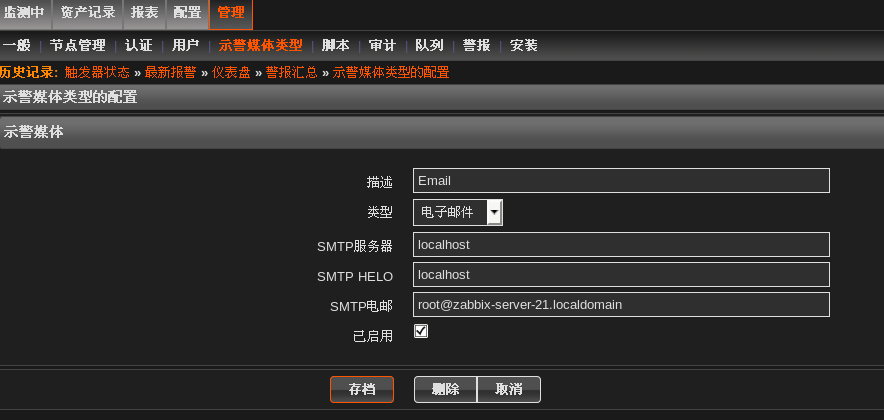 监测中 资产记录 报表 配置 管理
一般 | 节点管理 | 认证 | 用户 | 示警媒体类型 | 脚本 | 审计 | 队列 | 警报 | 安装
历史记录: 触发器状态 » 最新报警 » 仪表盘 » 警报汇总 » 示警媒体类型的配置
示警媒体类型的配置
示警媒体
描述 Email
类型 电子邮件
SMTP服务器 localhost
SMTP HELO localhost
SMTP电邮 root@zabbix-server-21.localdomain
已启用
存档 删除 取消